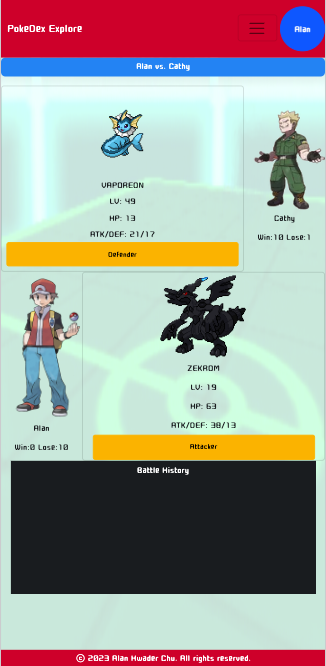 PokeDex Explore
Alan
Alan vs. Cathy
VAPOREON
LV: 49
HP: 13
ATK/DEF: 21/17
Defender
Cathy
Win:10 Lose:1
Alan
Win:0 Lose:10
ZEKROM
LV: 19
HP: 63
ATK/DEF: 38/13
Attacker
Battle History
© 2023 Alan Hwader Chu. All rights reserved.